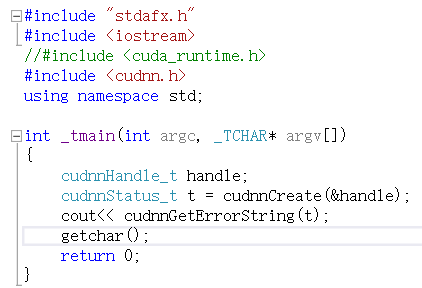 #include "stdafx.h"
#include <iostream>
//#include <cuda_runtime.h>
#include <cudnn.h>
using namespace std;
int _tmain(int argc, _TCHAR* argv[])
{
cudnnHandle_t handle;
cudnnStatus_t t = cudnnCreate(&handle);
cout<< cudnnGetErrorString(t);
getchar();
return 0;
}